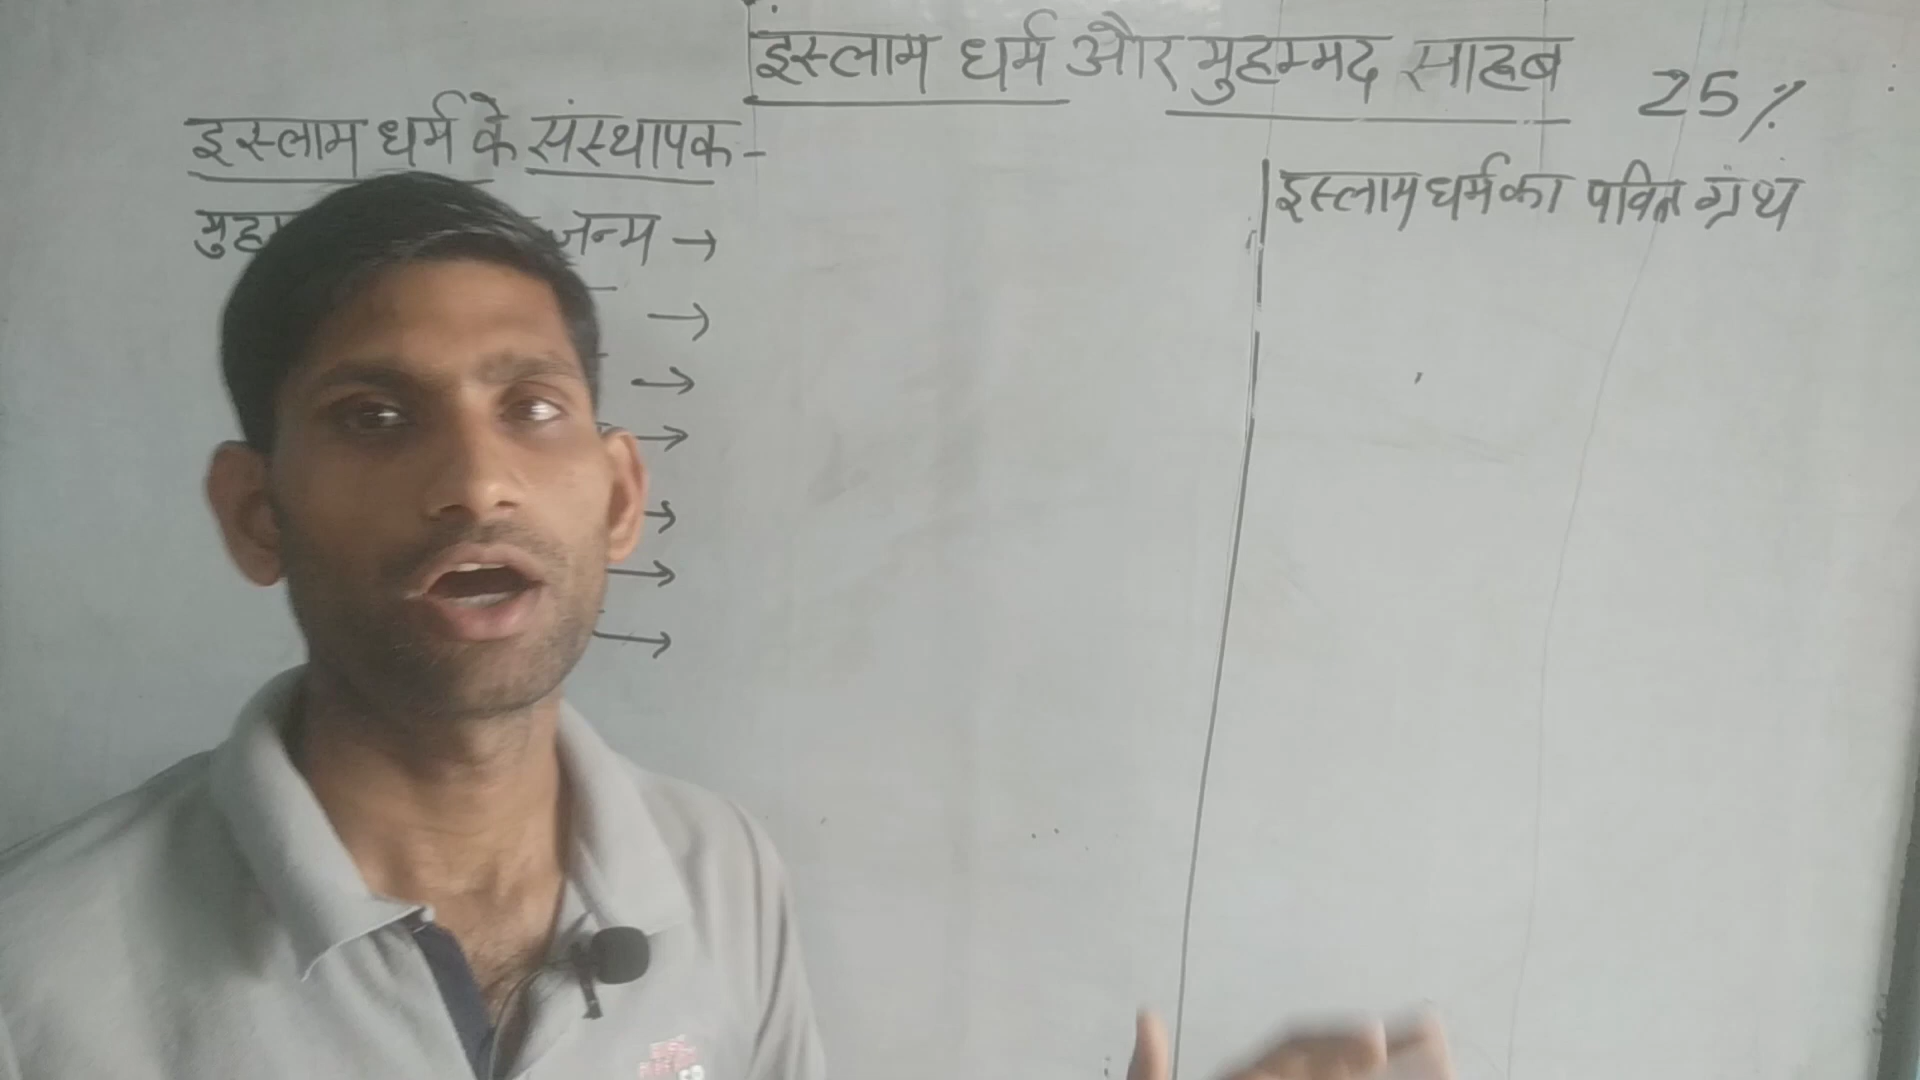 इस्लाम धर्म और मुहम्मद साहब
25%
इस्लाम धर्म के संस्थापक-
जन्म →
→
→
→
→
→
→
इस्लाम धर्म का पवित्र ग्रंथ